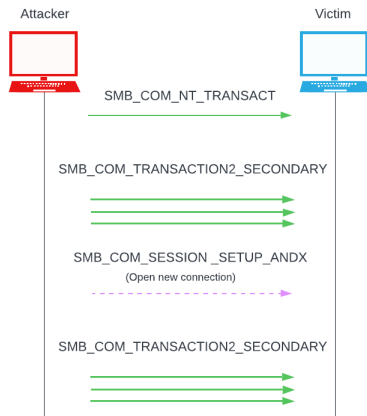 Attacker
Victim
SMB_COM_NT_TRANSACT
SMB_COM_TRANSACTION2_SECONDARY
SMB_COM_SESSION _SETUP_ANDX
(Open new connection)
SMB_COM_TRANSACTION2_SECONDARY